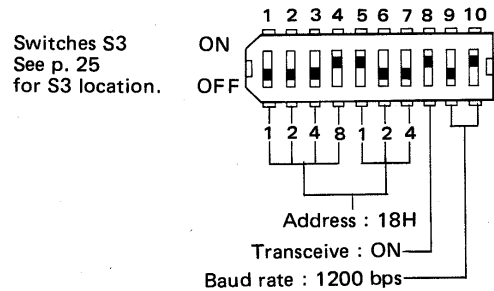 1 2 3 4 5 6 7 8 9 10
Switches S3
See p. 25
for S3 location.
ON
OFF
1 2 4 8 1 2 4
Address : 18H
Transceive : ON
Baud rate : 1200 bps